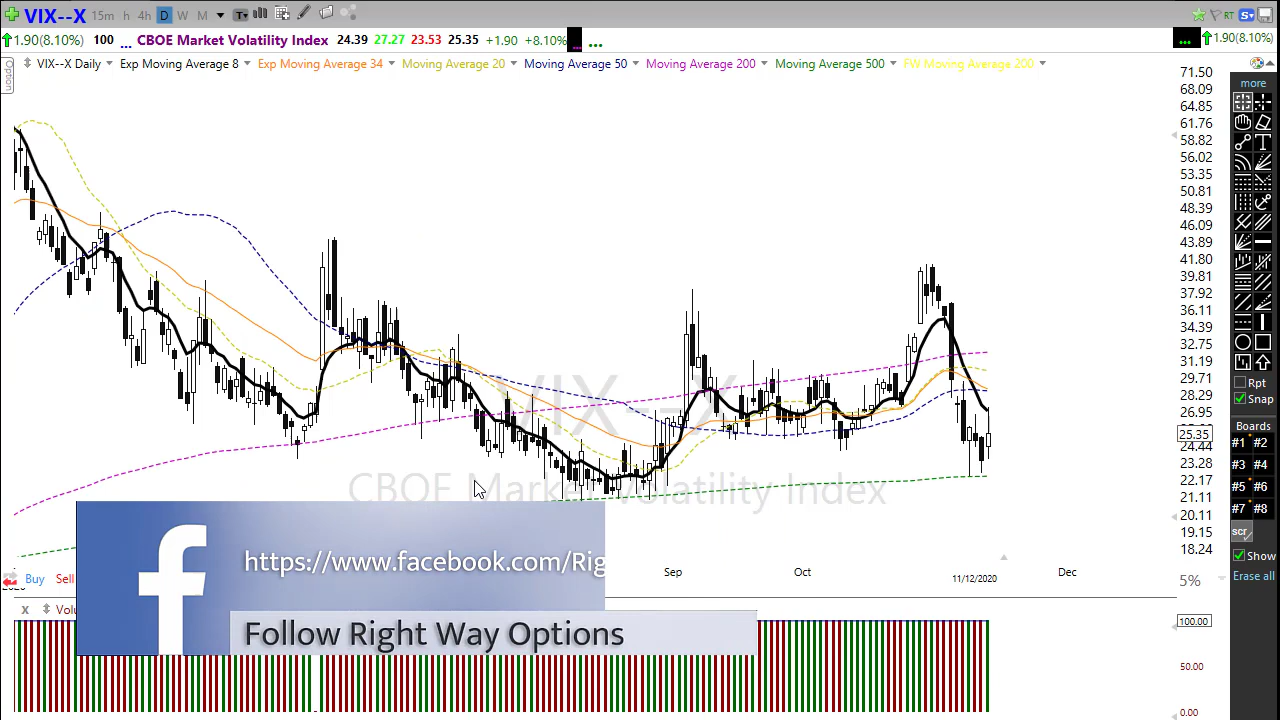 VIX--X 15m h 4h D W M T RT S
1.90(8.10%) 100 ... CBOE Market Volatility Index 24.39 27.27 23.53 25.35 +1.90 +8.10% ... ... 1.90(8.10%)
Option
VIX--X Daily Exp Moving Average 8 Exp Moving Average 34 Moving Average 20 Moving Average 50 Moving Average 200 Moving Average 500 FW Moving Average 200
71.50
68.09
64.85
61.76
58.82
56.02
53.35
50.81
48.39
46.09
43.89
41.80
39.81
37.92
36.11
34.39
32.75
31.19
29.71
28.29
26.95
25.35
24.44
23.28
22.17
21.11
20.11
19.15
18.24
more
T
Rpt
Snap
Boards
#1 #2
#3 #4
#5 #6
#7 #8
scr
Show
Erase all
VIX--X
CBOE Market Volatility Index
https://www.facebook.com/Rig
Follow Right Way Options
Buy Sell
Sep Oct 11/12/2020 Dec
5%
X Volu
100.00
50.00
0.00